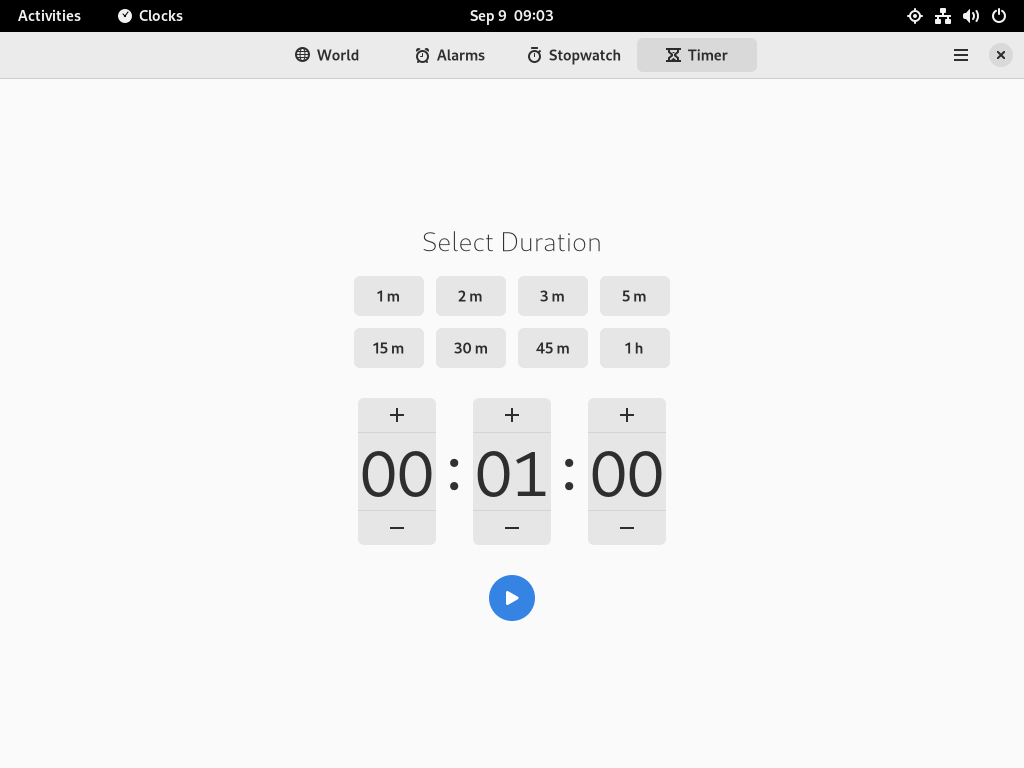 Activities Clocks Sep 9 09:03
World Alarms Stopwatch Timer
Select Duration
1 m 2 m 3 m 5 m
15 m 30 m 45 m 1 h
+ + +
00 : 01 : 00
− − −